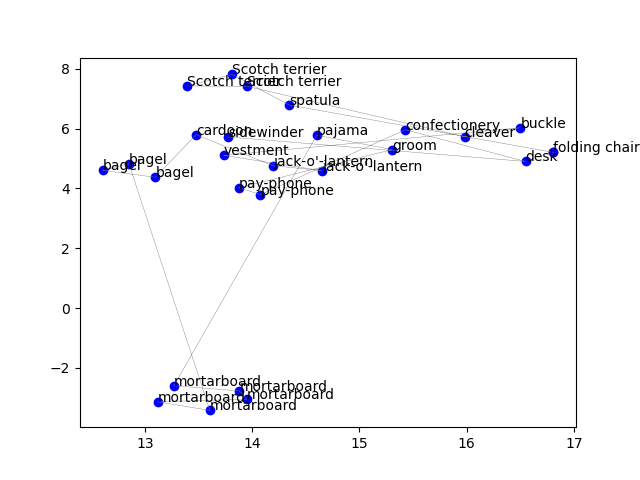 8
Scotch terrier
Scotch terrier
Scotch terrier
spatula
6
cardoon
sidewinder
pajama
confectionery
cleaver
buckle
vestment
groom
folding chair
desk
bagel
bagel
bagel
jack-o'-lantern
jack-o'-lantern
4
pay-phone
pay-phone
2
0
−2
mortarboard
mortarboard
mortarboard
mortarboard
mortarboard
13
14
15
16
17